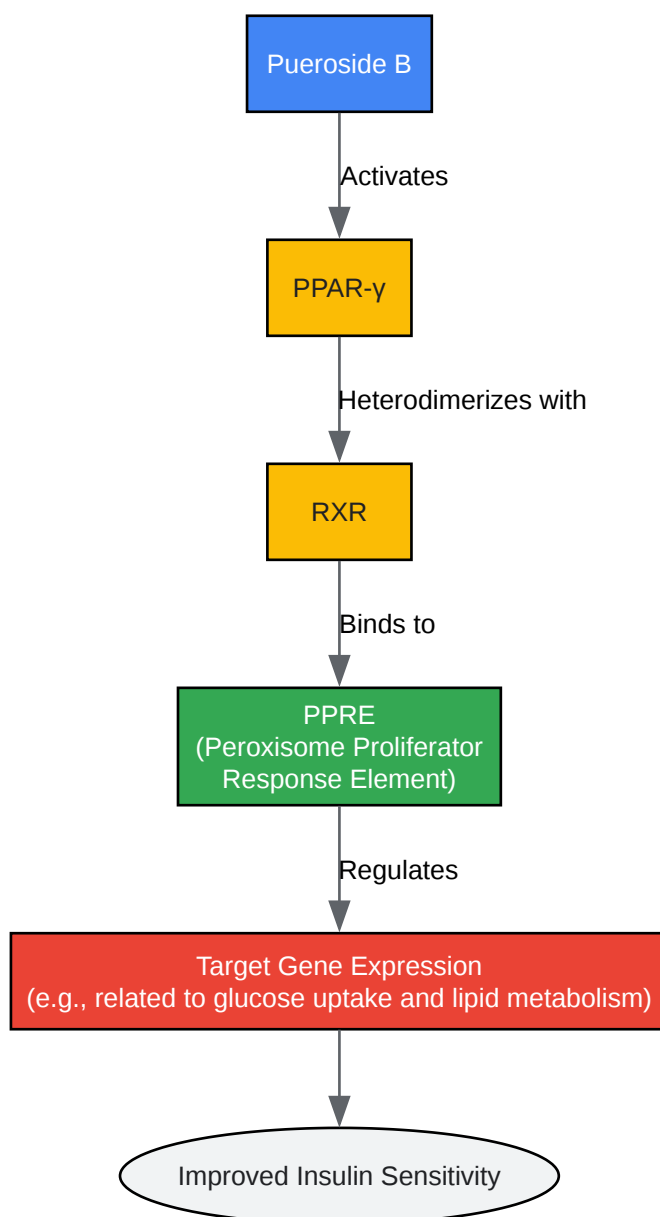 Pueroside B
Activates
PPAR-γ
Heterodimerizes with
RXR
Binds to
PPRE
(Peroxisome Proliferator
Response Element)
Regulates
Target Gene Expression
(e.g., related to glucose uptake and lipid metabolism)
Improved Insulin Sensitivity